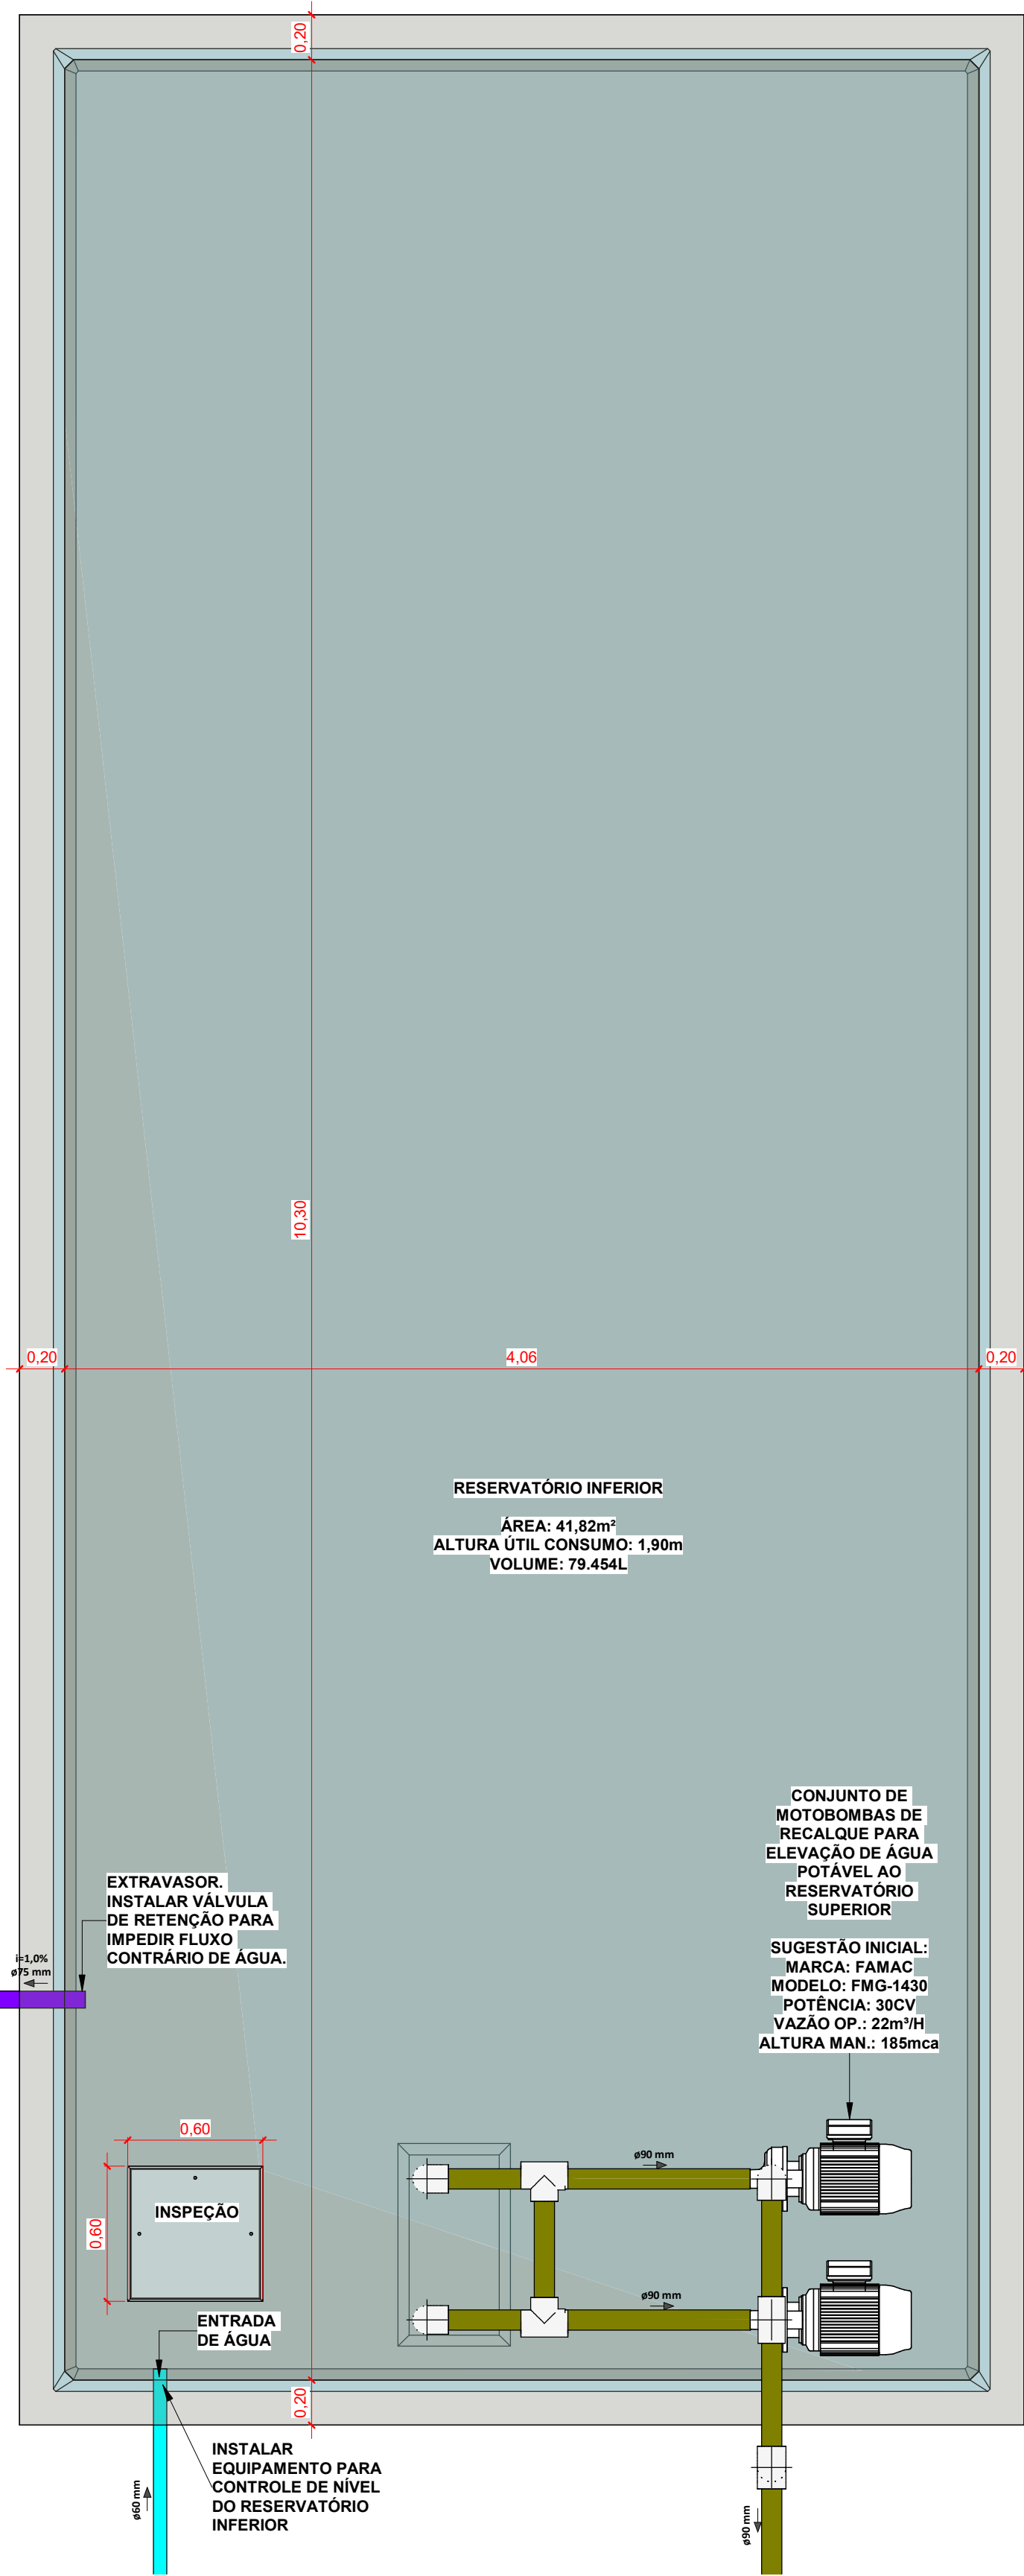 0,20
10,30
0,20
4,06
0,20
RESERVATÓRIO INFERIOR
ÁREA: 41,82m²
ALTURA ÚTIL CONSUMO: 1,90m
VOLUME: 79.454L
CONJUNTO DE
MOTOBOMBAS DE
RECALQUE PARA
ELEVAÇÃO DE ÁGUA
POTÁVEL AO
RESERVATÓRIO
SUPERIOR
SUGESTÃO INICIAL:
MARCA: FAMAC
MODELO: FMG-1430
POTÊNCIA: 30CV
VAZÃO OP.: 22m³/H
ALTURA MAN.: 185mca
EXTRAVASOR.
INSTALAR VÁLVULA
DE RETENÇÃO PARA
IMPEDIR FLUXO
CONTRÁRIO DE ÁGUA.
i=1,0%
ø75 mm
0,60
0,60
INSPEÇÃO
ø90 mm
ø90 mm
ENTRADA
DE ÁGUA
0,20
INSTALAR
EQUIPAMENTO PARA
CONTROLE DE NÍVEL
DO RESERVATÓRIO
INFERIOR
ø60 mm
ø90 mm